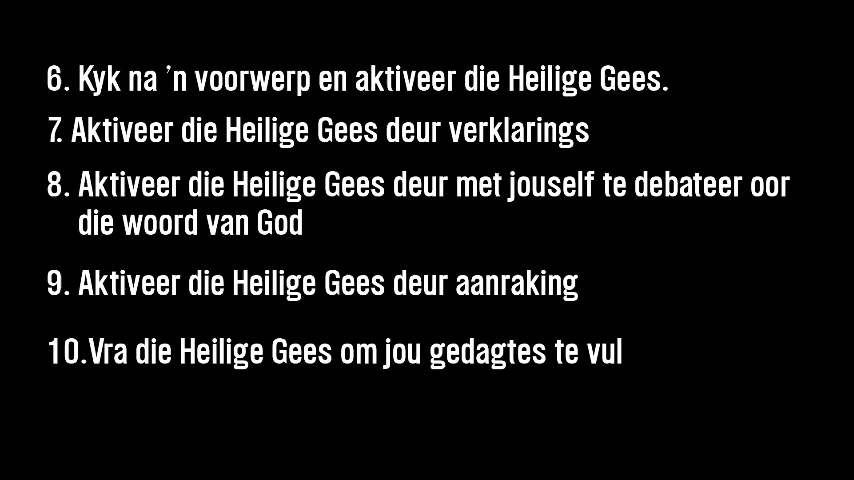 6. Kyk na 'n voorwerp en aktiveer die Heilige Gees.
7. Aktiveer die Heilige Gees deur verklarings
8. Aktiveer die Heilige Gees deur met jouself te debateer oor
die woord van God
9. Aktiveer die Heilige Gees deur aanraking
10.Vra die Heilige Gees om jou gedagtes te vul